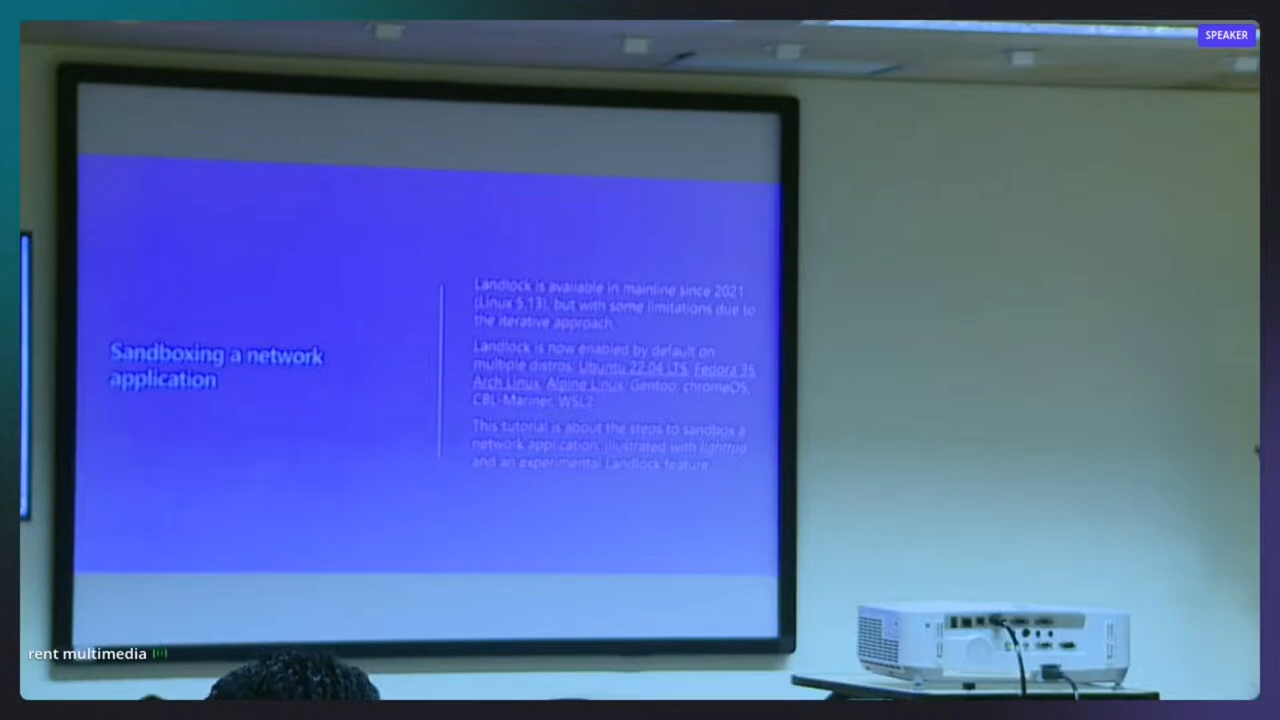 SPEAKER
Sandboxing a network
application
Landlock is available in mainline since 2021
(Linux 5.13), but with some limitations due to
the iterative approach.
Landlock is now enabled by default on
multiple distros: Ubuntu 22.04 LTS, Fedora 35,
Arch Linux, Alpine Linux, Gentoo, chromeOS,
CBL-Mariner, WSL2
This tutorial is about the steps to sandbox a
network application, illustrated with lighttpd
and an experimental Landlock feature.
rent multimedia